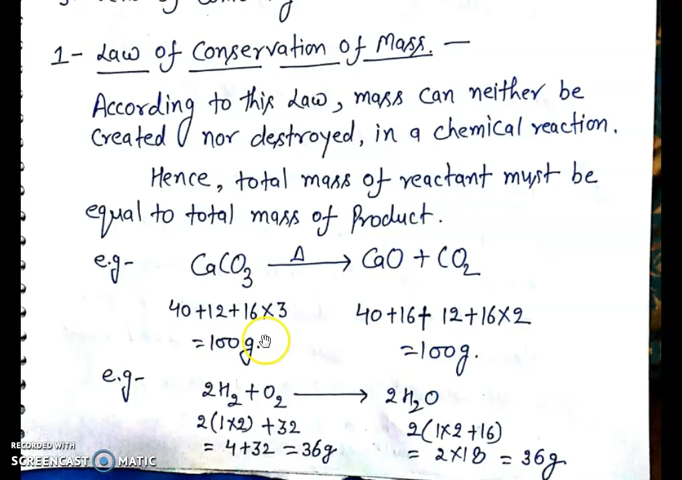 1- Law of Conservation of Mass. -
According to this Law, mass can neither be
created nor destroyed, in a chemical reaction.
Hence, total mass of reactant must be
equal to total mass of Product.
e.g- CaCO₃ —Δ→ CaO + CO₂
40+12+16×3 40+16+ 12+16×2
=100g. =100g.
e.g- 2H₂ + O₂ ⟶ 2H₂O
2(1×2) +32 2(1×2+16)
= 4+32 = 36g = 2×18 = 36g
RECORDED WITH
SCREENCAST MATIC